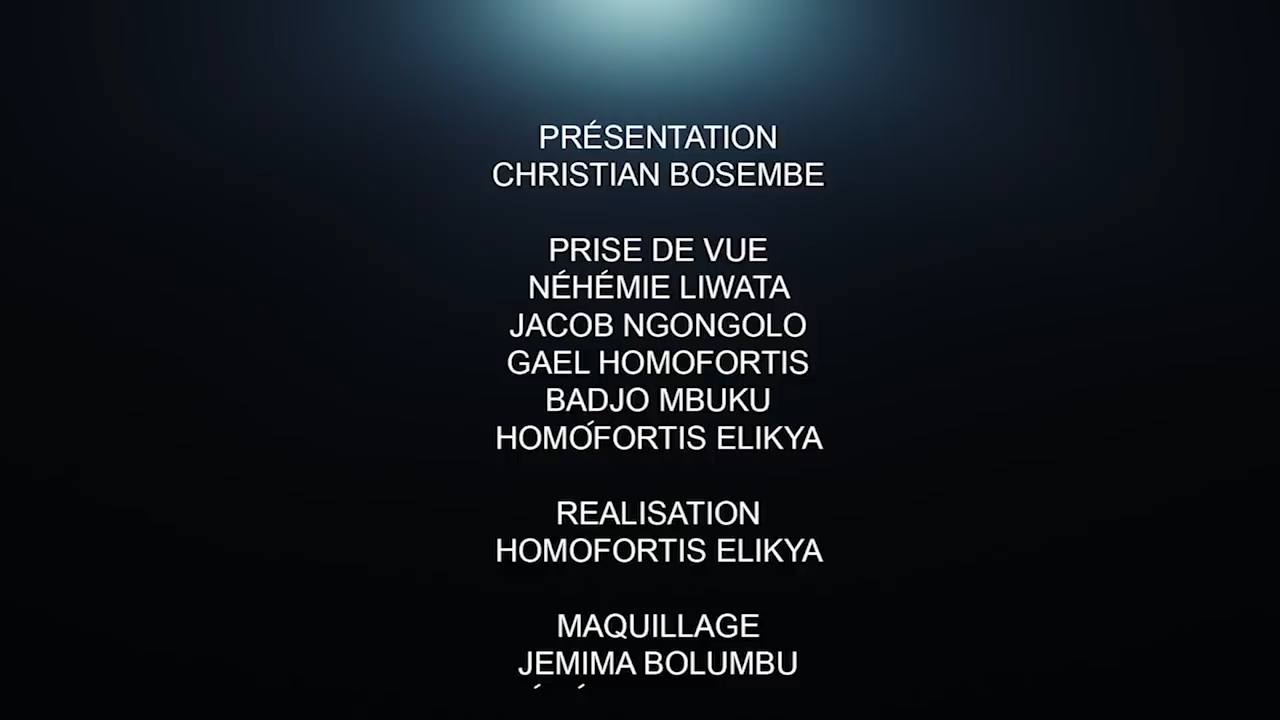 PRÉSENTATION
CHRISTIAN BOSEMBE
PRISE DE VUE
NÉHÉMIE LIWATA
JACOB NGONGOLO
GAEL HOMOFORTIS
BADJO MBUKU
HOMÓFORTIS ELIKYA
REALISATION
HOMOFORTIS ELIKYA
MAQUILLAGE
JEMIMA BOLUMBU